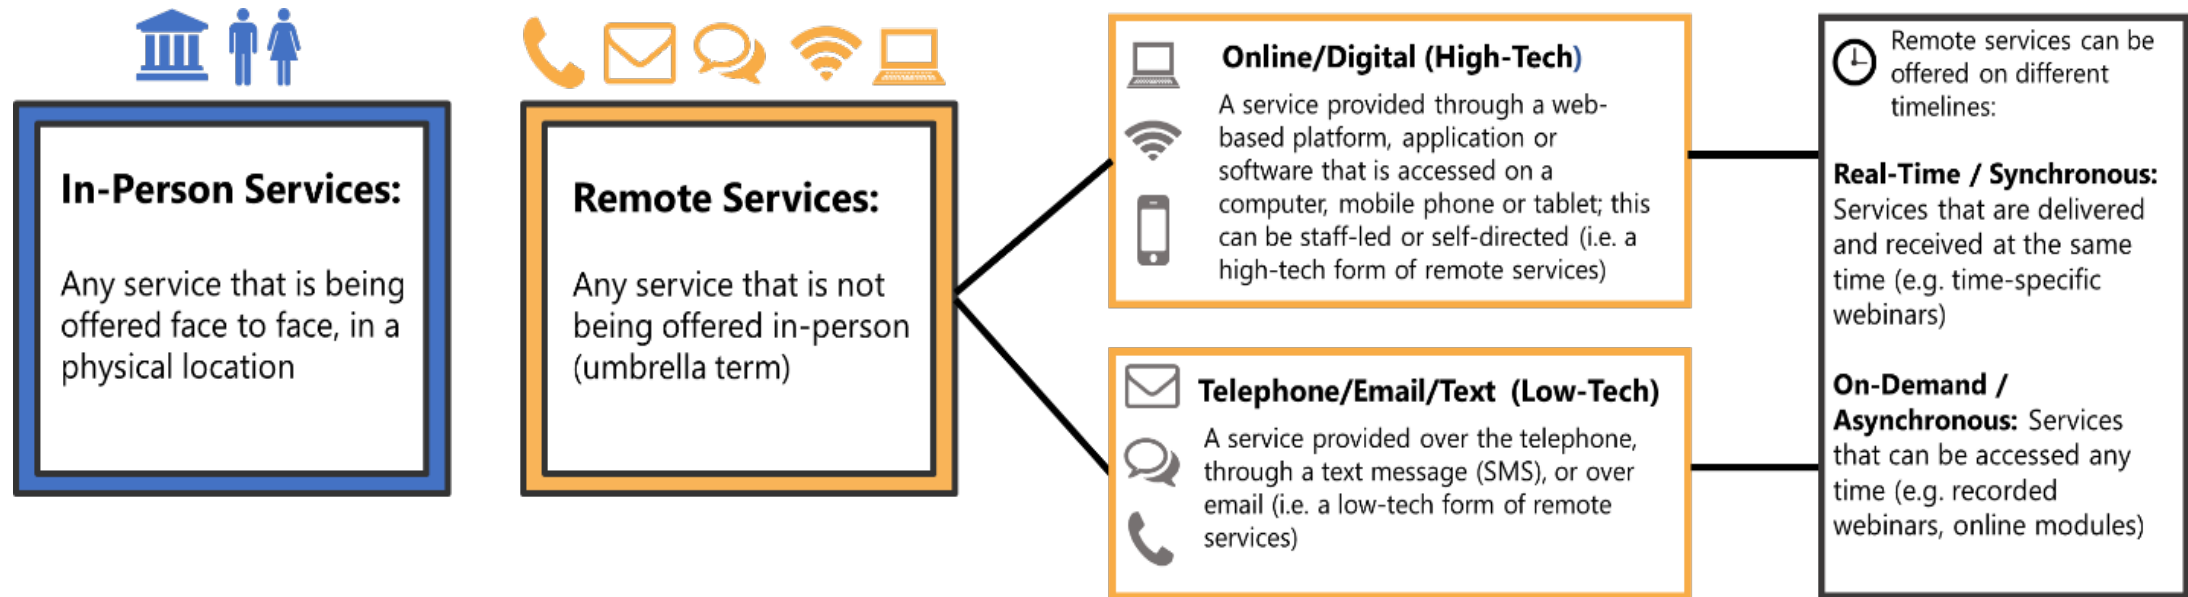 In-Person Services:
Any service that is being
offered face to face, in a
physical location
Remote Services:
Any service that is not
being offered in-person
(umbrella term)
Online/Digital (High-Tech)
A service provided through a web-
based platform, application or
software that is accessed on a
computer, mobile phone or tablet; this
can be staff-led or self-directed (i.e. a
high-tech form of remote services)
Telephone/Email/Text (Low-Tech)
A service provided over the telephone,
through a text message (SMS), or over
email (i.e. a low-tech form of remote
services)
Remote services can be
offered on different
timelines:
Real-Time / Synchronous:
Services that are delivered
and received at the same
time (e.g. time-specific
webinars)
On-Demand /
Asynchronous: Services
that can be accessed any
time (e.g. recorded
webinars, online modules)